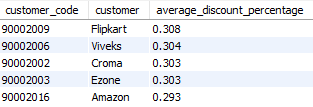 customer_code customer average_discount_percentage
90002009 Flipkart 0.308
90002006 Viveks 0.304
90002002 Croma 0.303
90002003 Ezone 0.303
90002016 Amazon 0.293